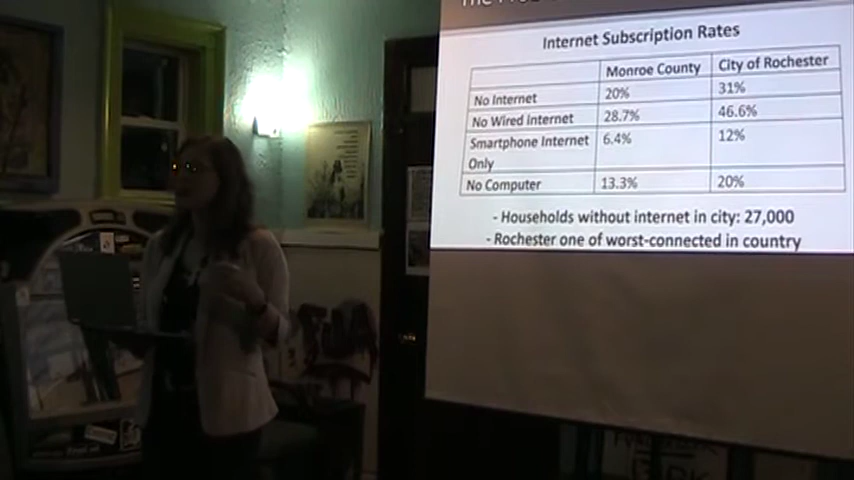 The
Internet Subscription Rates
Monroe County City of Rochester
No Internet 20% 31%
No Wired Internet 28.7% 46.6%
Smartphone Internet Only 6.4% 12%
No Computer 13.3% 20%
- Households without internet in city: 27,000
- Rochester one of worst-connected in country